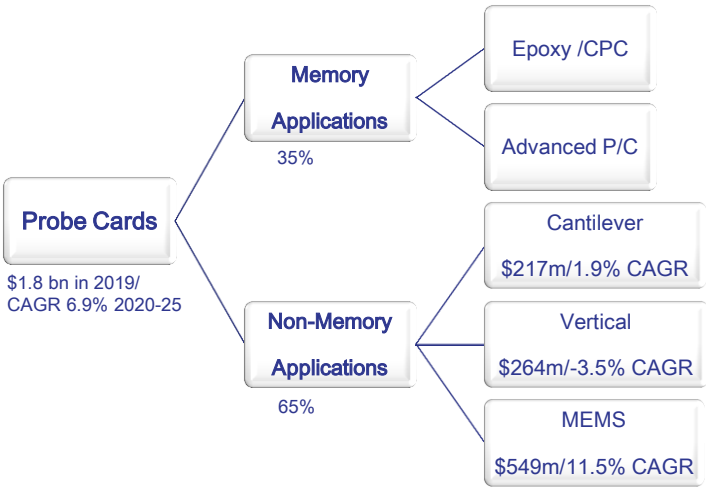 Probe Cards
$1.8 bn in 2019/
CAGR 6.9% 2020-25
Memory
Applications
35%
Epoxy /CPC
Advanced P/C
Non-Memory
Applications
65%
Cantilever
$217m/1.9% CAGR
Vertical
$264m/-3.5% CAGR
MEMS
$549m/11.5% CAGR